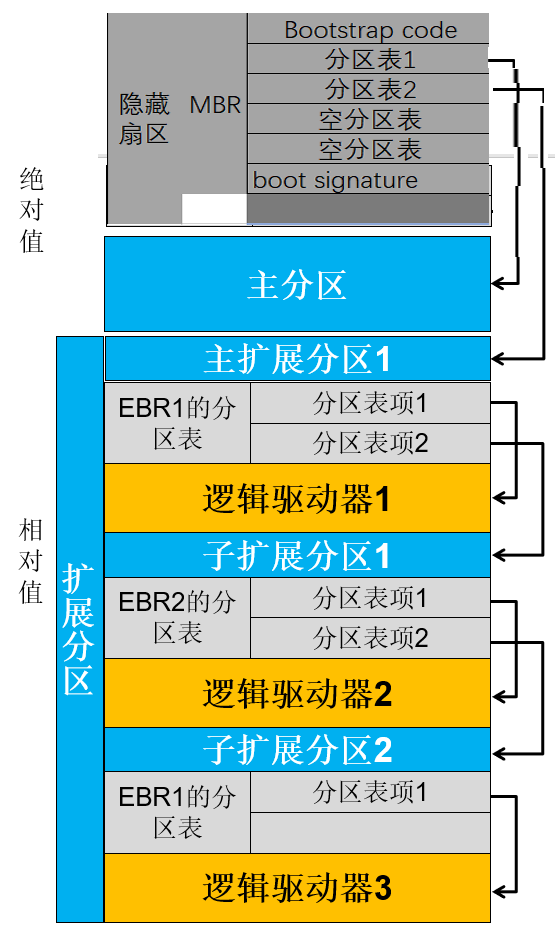 Bootstrap code
分区表1
分区表2
隐藏
扇区
MBR
空分区表
空分区表
boot signature
绝
对
值
主分区
主扩展分区1
EBR1的分
区表
分区表项1
分区表项2
逻辑驱动器1
相
对
值
扩
展
分
区
子扩展分区1
EBR2的分
区表
分区表项1
分区表项2
逻辑驱动器2
子扩展分区2
EBR1的分
区表
分区表项1
逻辑驱动器3